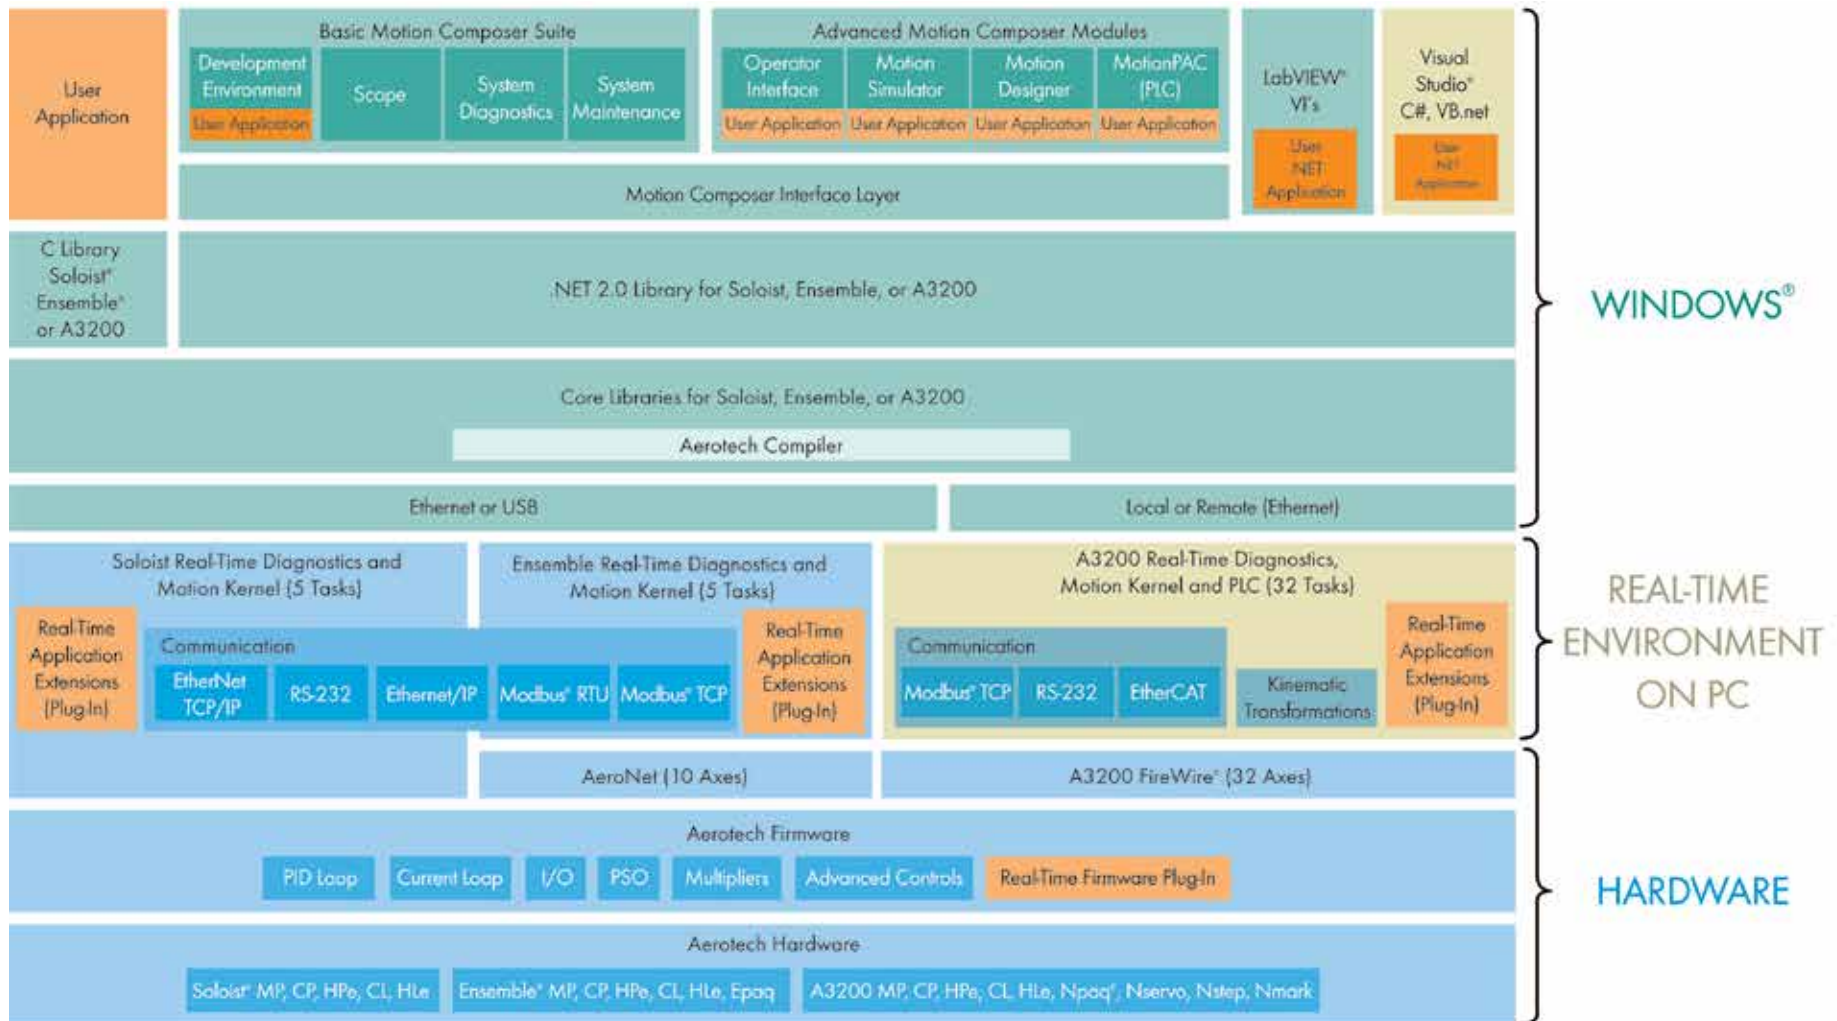 User
Application
Basic Motion Composer Suite
Development
Environment
User Application
Scope
System
Diagnostics
System
Maintenance
Advanced Motion Composer Modules
Operator
Interface
User Application
Motion
Simulator
User Application
Motion
Designer
User Application
MotionPAC
(PLC)
User Application
LabVIEW®
VI's
User
.NET
Application
Visual
Studio®
C#, VB.net
User
.NET
Application
Motion Composer Interface Layer
C Library
Soloist®
Ensemble®
or A3200
.NET 2.0 Library for Soloist, Ensemble, or A3200
WINDOWS®
Core Libraries for Soloist, Ensemble, or A3200
Aerotech Compiler
Ethernet or USB
Local or Remote (Ethernet)
Soloist Real-Time Diagnostics and
Motion Kernel (5 Tasks)
Real-Time
Application
Extensions
(Plug-In)
Communication
EtherNet
TCP/IP
RS-232
Ethernet/IP
Modbus® RTU
Modbus® TCP
Ensemble Real-Time Diagnostics and
Motion Kernel (5 Tasks)
Real-Time
Application
Extensions
(Plug-In)
A3200 Real-Time Diagnostics,
Motion Kernel and PLC (32 Tasks)
Communication
Modbus® TCP
RS-232
EtherCAT
Kinematic
Transformations
Real-Time
Application
Extensions
(Plug-In)
REAL-TIME
ENVIRONMENT
ON PC
AeroNet (10 Axes)
A3200 FireWire® (32 Axes)
Aerotech Firmware
PID Loop
Current Loop
I/O
PSO
Multipliers
Advanced Controls
Real-Time Firmware Plug-In
HARDWARE
Aerotech Hardware
Soloist® MP, CP, HPe, CL, HLe
Ensemble® MP, CP, HPe, CL, HLe, Epaq
A3200 MP, CP, HPe, CL, HLe, Npaq®, Nservo, Nstep, Nmark